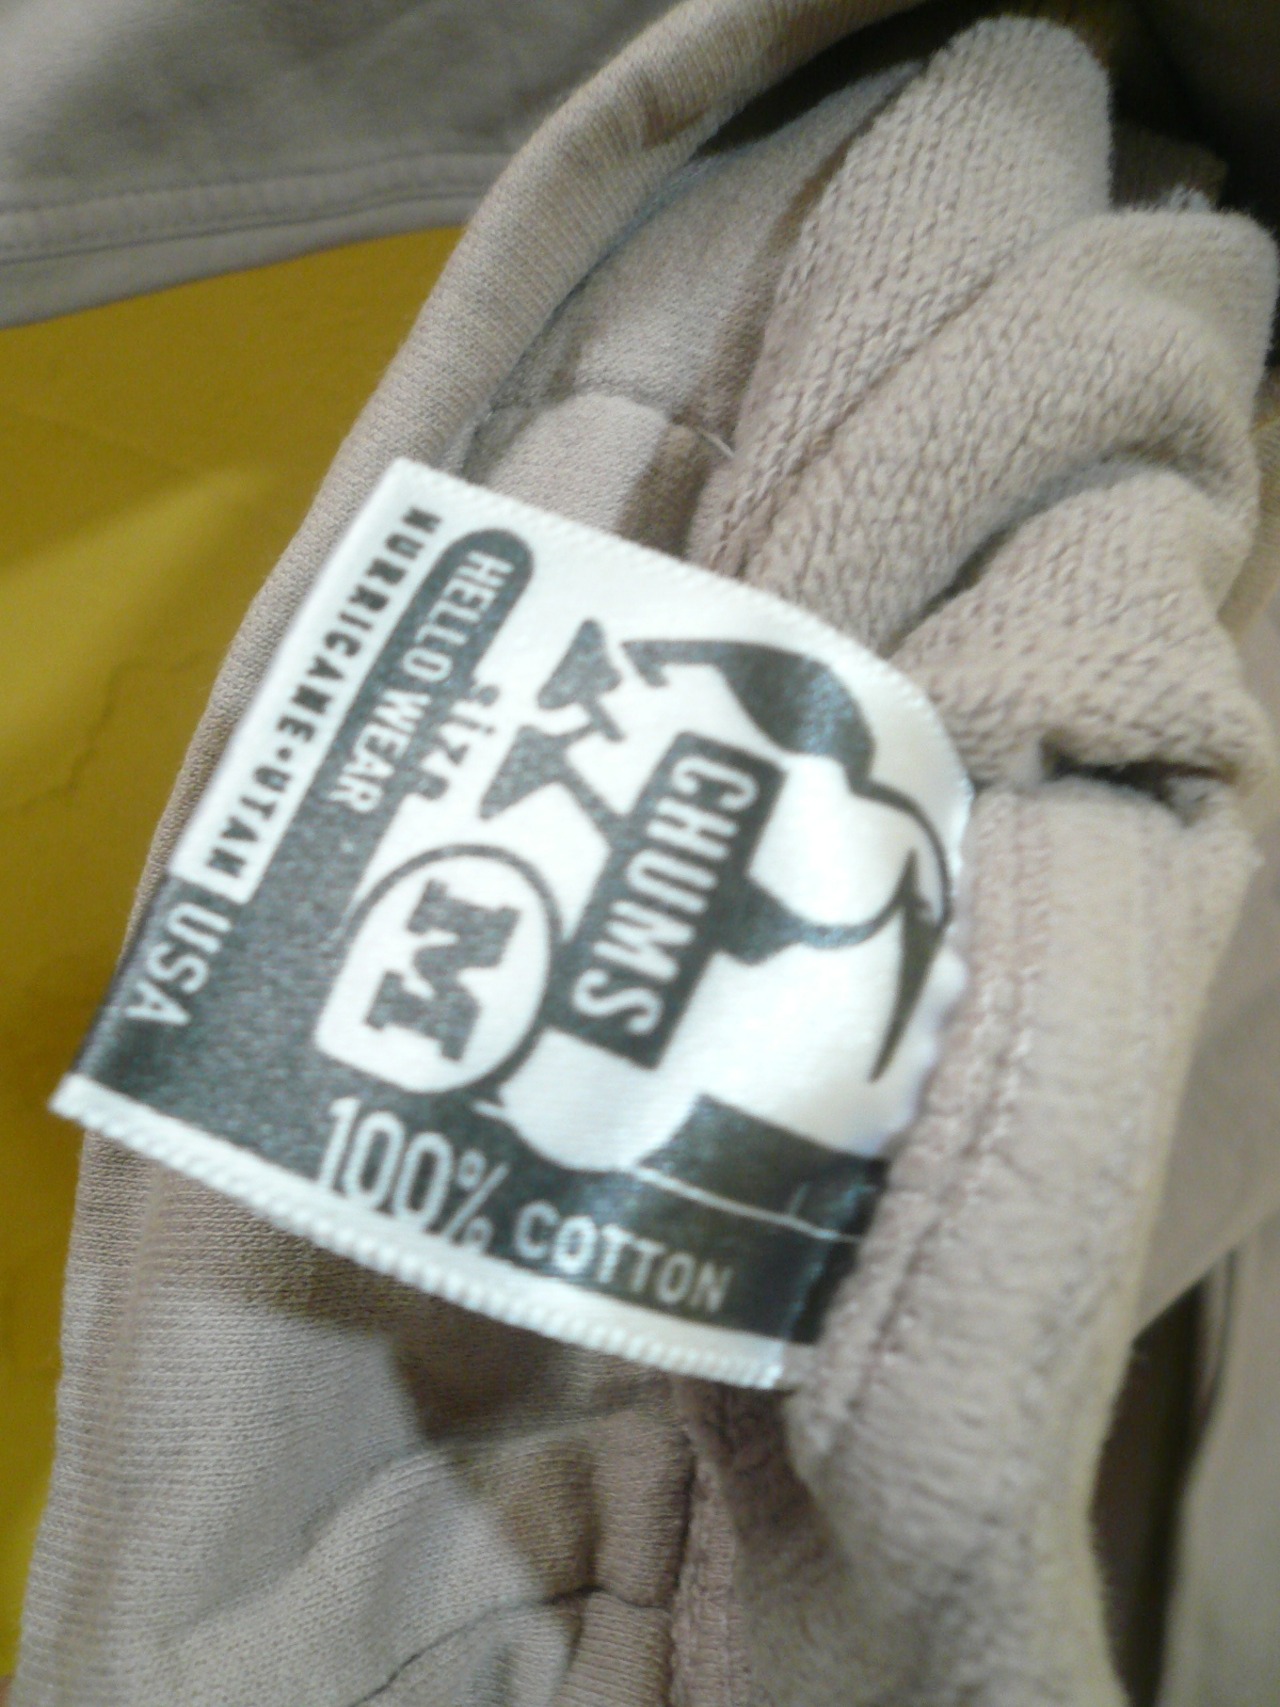 CHUMS
size
M
HELLO WEAR
HURRICANE•UTAH
USA
100% COTTON